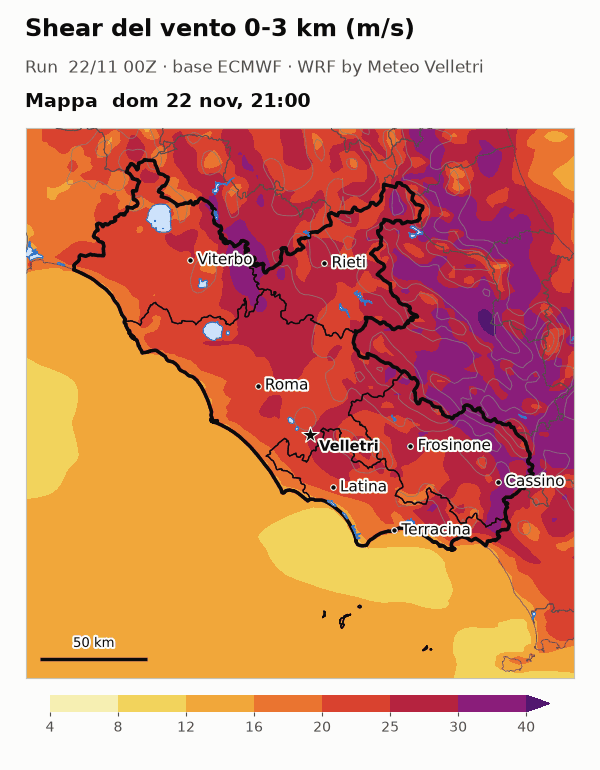 Shear del vento 0-3 km (m/s)
Run  22/11 00Z · base ECMWF · WRF by Meteo Velletri
Mappa  dom 22 nov, 21:00
Viterbo
Rieti
Roma
Velletri
Frosinone
Latina
Cassino
Terracina
50 km
4 8 12 16 20 25 30 40